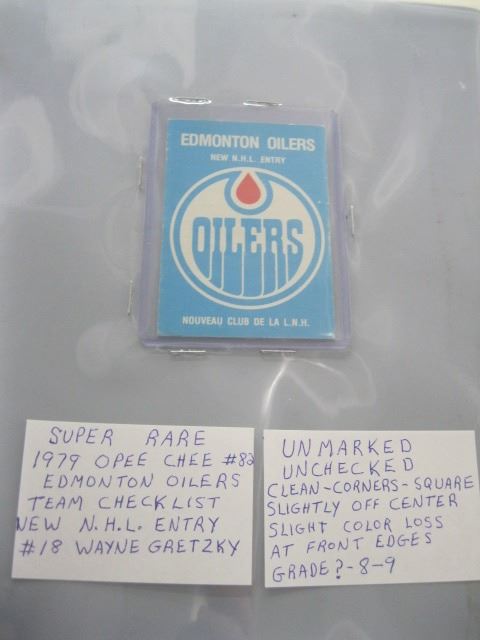 EDMONTON OILERS
NEW N.H.L. ENTRY
OILERS
NOUVEAU CLUB DE LA L.N.H.
SUPER RARE
1979 OPEE CHEE #82
EDMONTON OILERS
TEAM CHECKLIST
NEW N.H.L. ENTRY
#18 WAYNE GRETZKY
UNMARKED
UNCHECKED
CLEAN-CORNERS-SQUARE
SLIGHTLY OFF CENTER
SLIGHT COLOR LOSS
AT FRONT EDGES
GRADE?-8-9